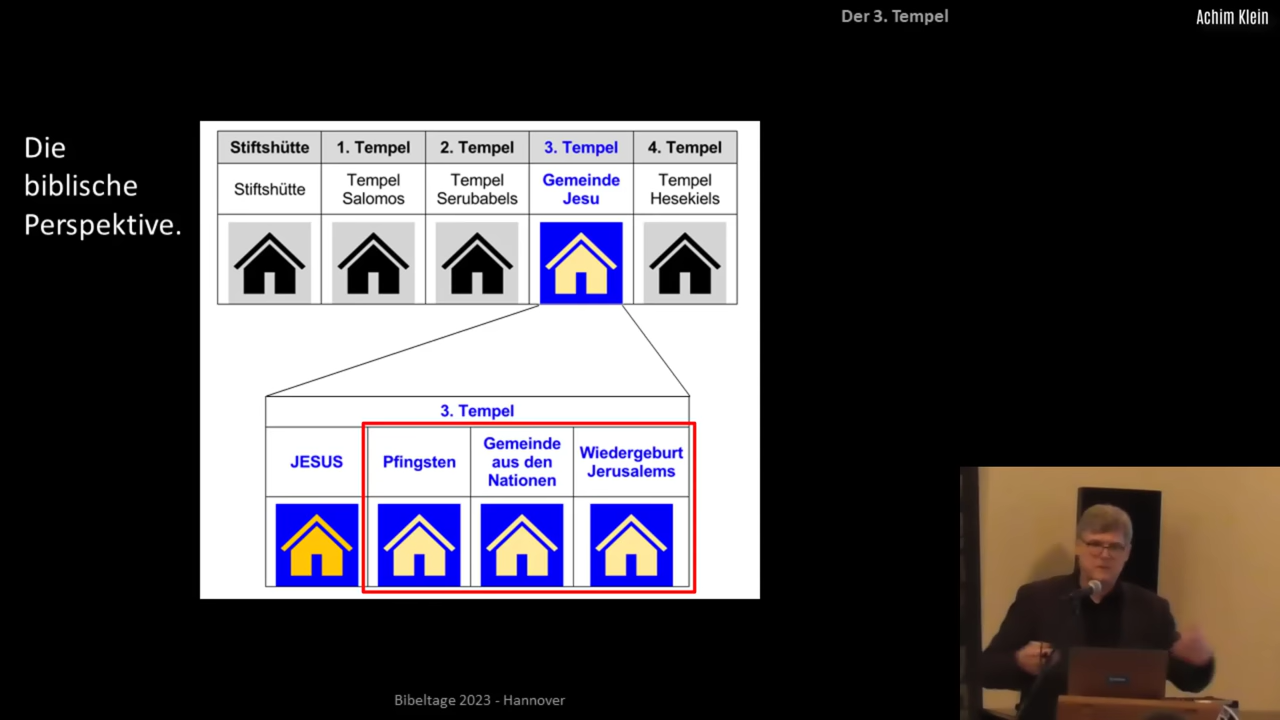 Der 3. Tempel
Achim Klein
Die
biblische
Perspektive.
Stiftshütte 1. Tempel 2. Tempel 3. Tempel 4. Tempel
Stiftshütte
Tempel
Salomos
Tempel
Serubabels
Gemeinde
Jesu
Tempel
Hesekiels
3. Tempel
JESUS
Pfingsten
Gemeinde
aus den
Nationen
Wiedergeburt
Jerusalems
Bibeltage 2023 - Hannover